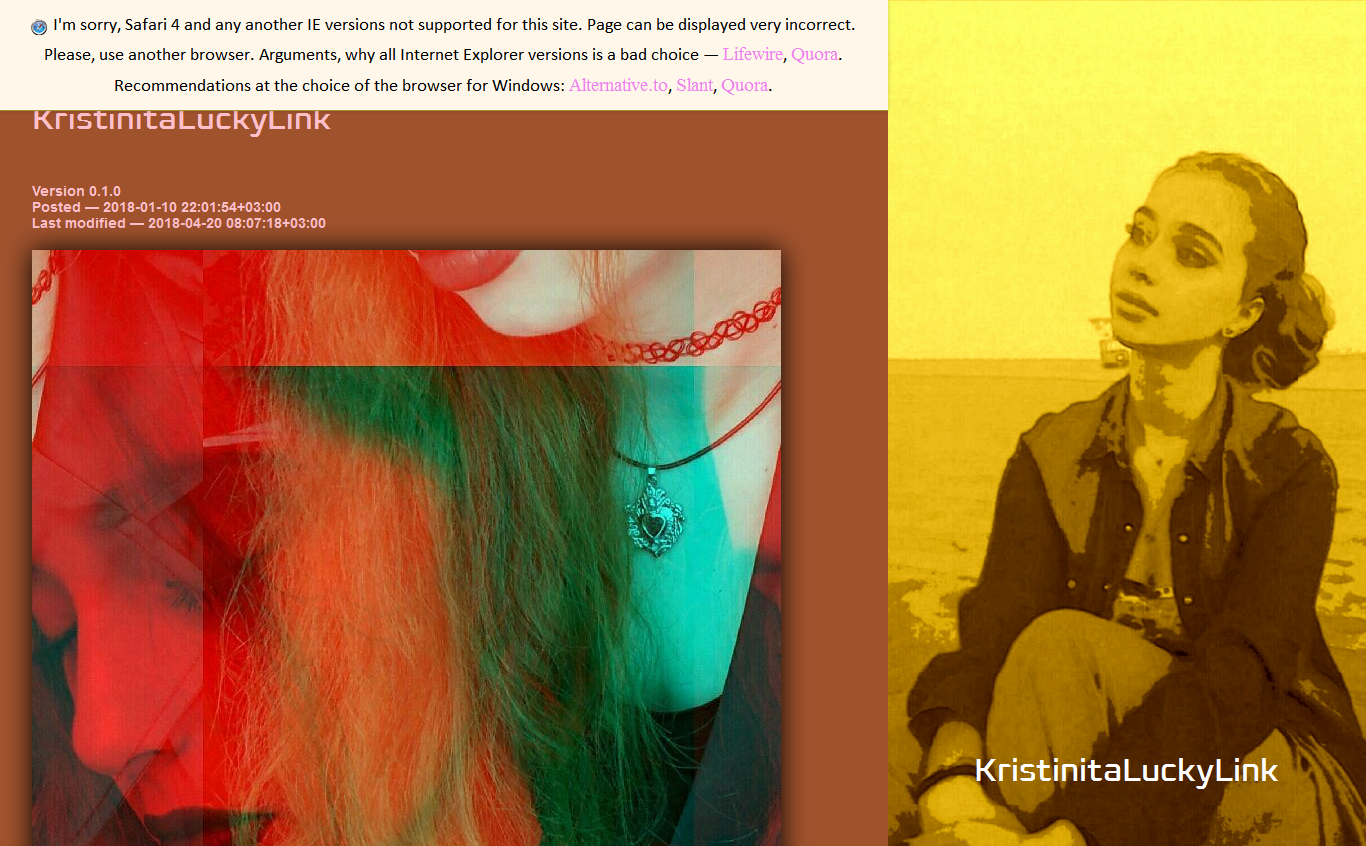 I'm sorry, Safari 4 and any another IE versions not supported for this site. Page can be displayed very incorrect.
Please, use another browser. Arguments, why all Internet Explorer versions is a bad choice — Lifewire, Quora.
Recommendations at the choice of the browser for Windows: Alternative.to, Slant, Quora.
KristinitaLuckyLink
Version 0.1.0
Posted — 2018-01-10 22:01:54+03:00
Last modified — 2018-04-20 08:07:18+03:00
KristinitaLuckyLink